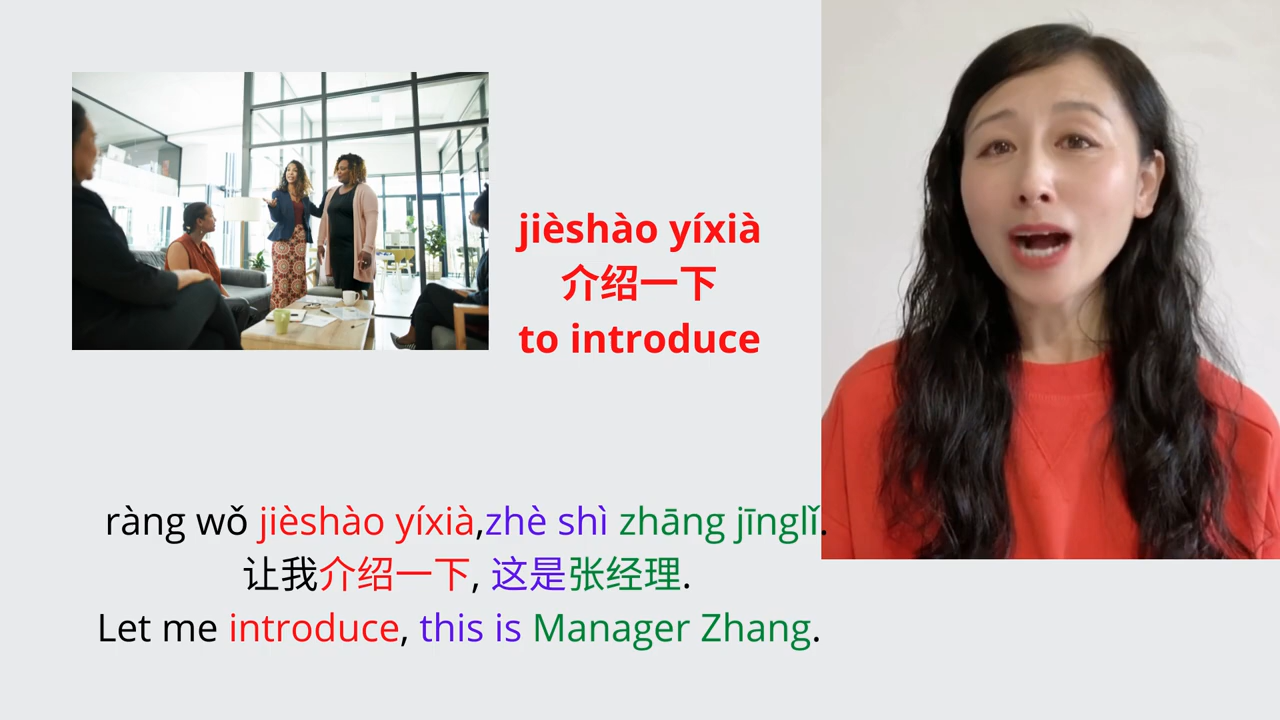 jièshào yíxià
介绍一下
to introduce
ràng wǒ jièshào yíxià,zhè shì zhāng jīnglǐ.
让我介绍一下, 这是张经理.
Let me introduce, this is Manager Zhang.